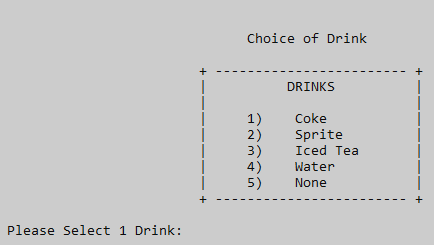 Choice of Drink
+ ------------------------ +
| DRINKS |
| |
| 1) Coke |
| 2) Sprite |
| 3) Iced Tea |
| 4) Water |
| 5) None |
+ ------------------------ +
Please Select 1 Drink: